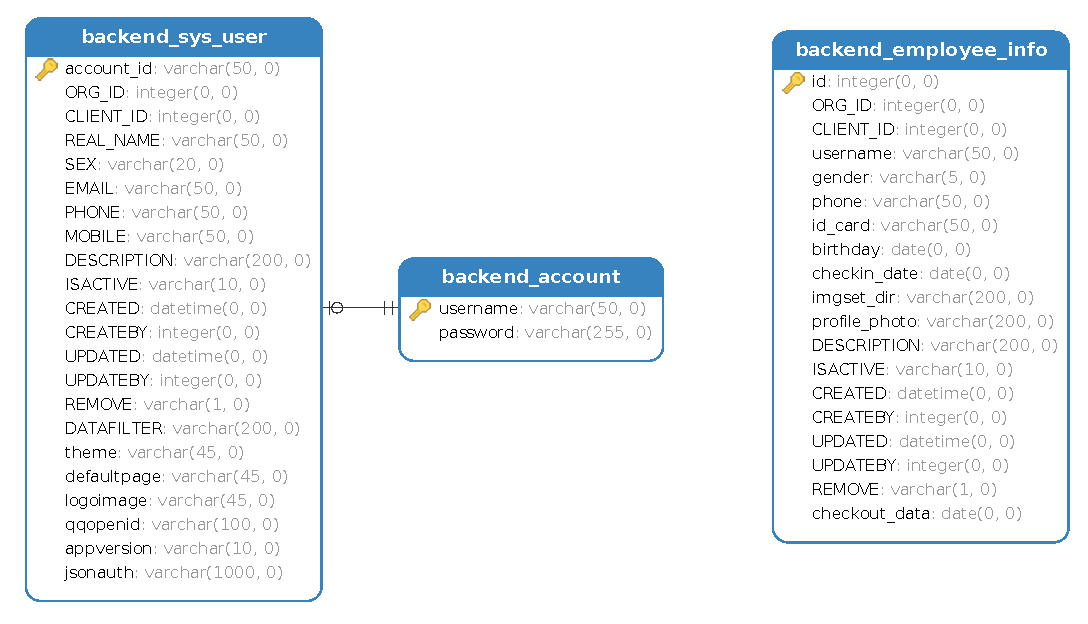 backend_sys_user
account_id: varchar(50, 0)
ORG_ID: integer(0, 0)
CLIENT_ID: integer(0, 0)
REAL_NAME: varchar(50, 0)
SEX: varchar(20, 0)
EMAIL: varchar(50, 0)
PHONE: varchar(50, 0)
MOBILE: varchar(50, 0)
DESCRIPTION: varchar(200, 0)
ISACTIVE: varchar(10, 0)
CREATED: datetime(0, 0)
CREATEBY: integer(0, 0)
UPDATED: datetime(0, 0)
UPDATEBY: integer(0, 0)
REMOVE: varchar(1, 0)
DATAFILTER: varchar(200, 0)
theme: varchar(45, 0)
defaultpage: varchar(45, 0)
logoimage: varchar(45, 0)
qqopenid: varchar(100, 0)
appversion: varchar(10, 0)
jsonauth: varchar(1000, 0)
backend_account
username: varchar(50, 0)
password: varchar(255, 0)
backend_employee_info
id: integer(0, 0)
ORG_ID: integer(0, 0)
CLIENT_ID: integer(0, 0)
username: varchar(50, 0)
gender: varchar(5, 0)
phone: varchar(50, 0)
id_card: varchar(50, 0)
birthday: date(0, 0)
checkin_date: date(0, 0)
imgset_dir: varchar(200, 0)
profile_photo: varchar(200, 0)
DESCRIPTION: varchar(200, 0)
ISACTIVE: varchar(10, 0)
CREATED: datetime(0, 0)
CREATEBY: integer(0, 0)
UPDATED: datetime(0, 0)
UPDATEBY: integer(0, 0)
REMOVE: varchar(1, 0)
checkout_data: date(0, 0)